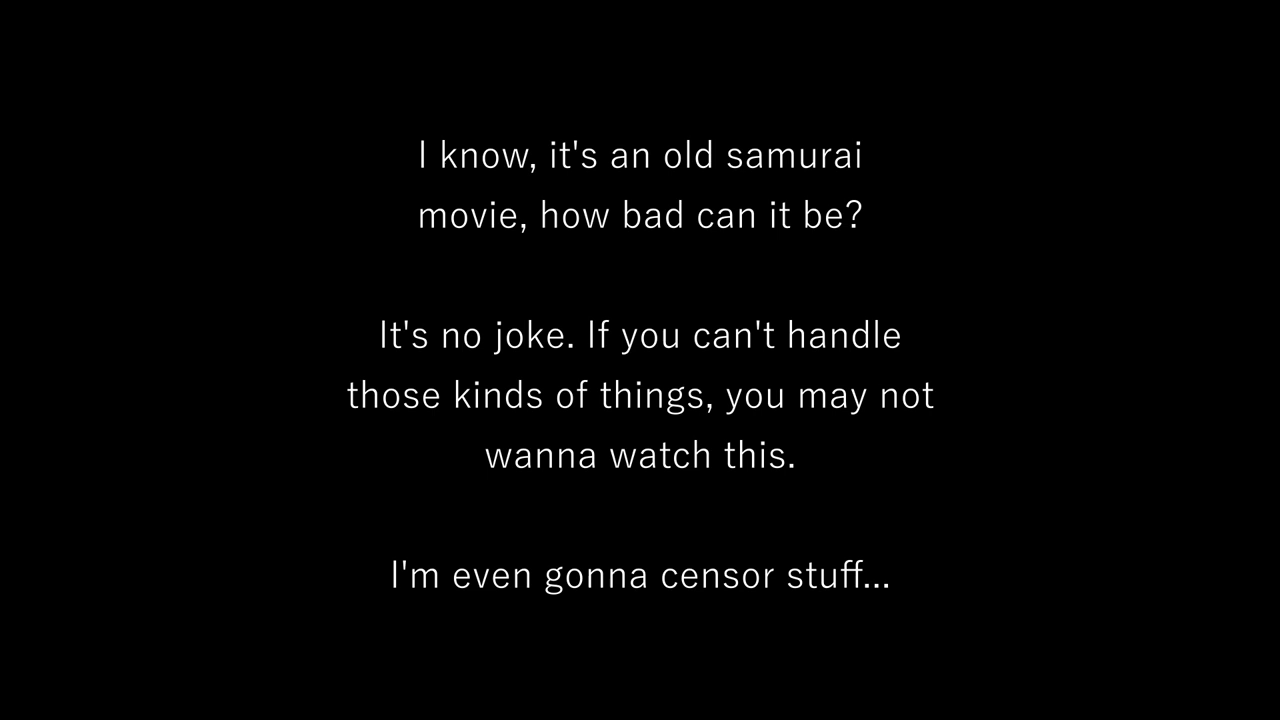 I know, it's an old samurai
movie, how bad can it be?
It's no joke. If you can't handle
those kinds of things, you may not
wanna watch this.
I'm even gonna censor stuff...